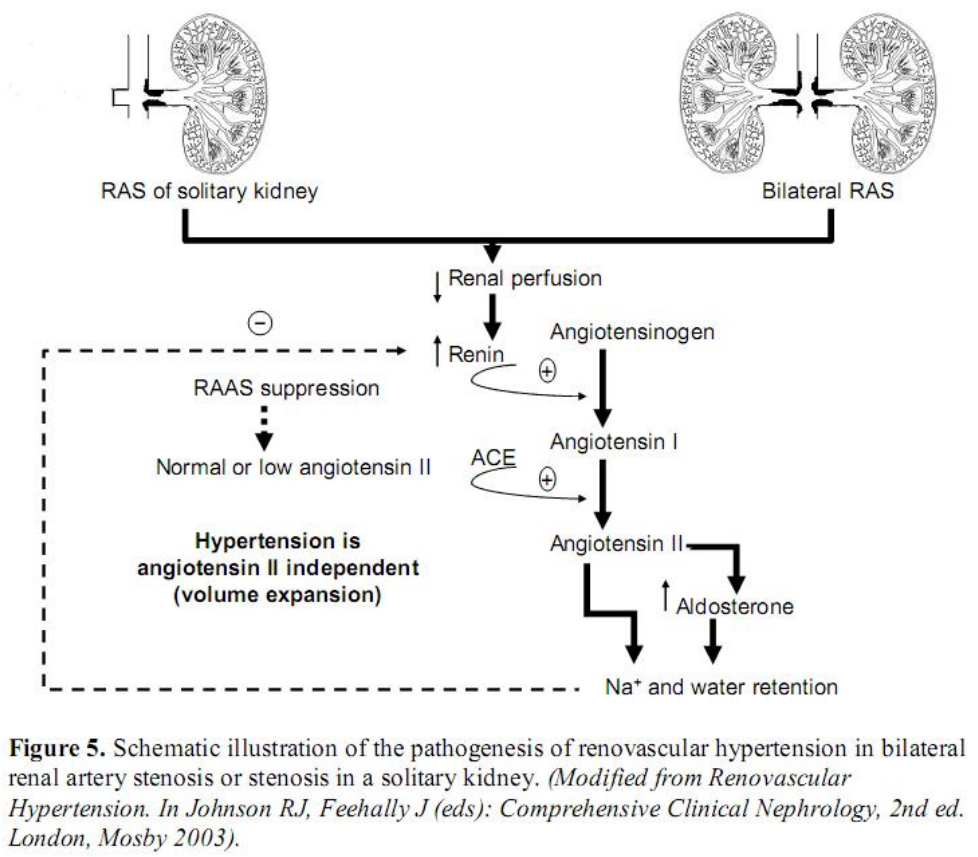 RAS of solitary kidney
Bilateral RAS
↓ Renal perfusion
−
↑ Renin
Angiotensinogen
+
RAAS suppression
Normal or low angiotensin II
Angiotensin I
ACE
+
Hypertension is
angiotensin II independent
(volume expansion)
Angiotensin II
↑ Aldosterone
Na⁺ and water retention
Figure 5. Schematic illustration of the pathogenesis of renovascular hypertension in bilateral
renal artery stenosis or stenosis in a solitary kidney. (Modified from Renovascular
Hypertension. In Johnson RJ, Feehally J (eds): Comprehensive Clinical Nephrology, 2nd ed.
London, Mosby 2003).